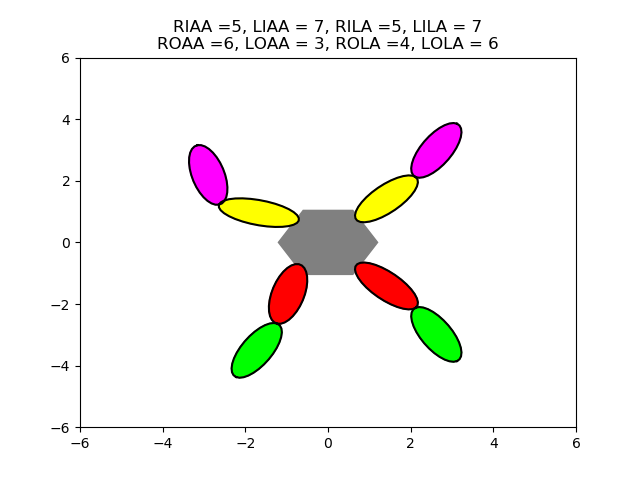 RIAA =5, LIAA = 7, RILA =5, LILA = 7
ROAA =6, LOAA = 3, ROLA =4, LOLA = 6
6
4
2
0
−2
−4
−6
−6 −4 −2 0 2 4 6